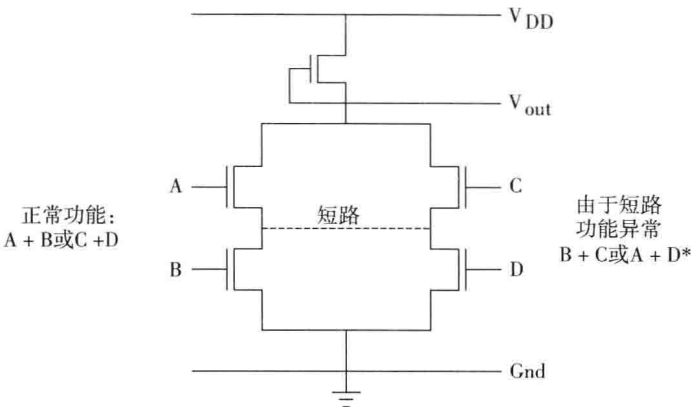 V DD
V out
A
C
短路
正常功能：
A + B或C +D
由于短路
功能异常
B + C或A + D*
B
D
Gnd